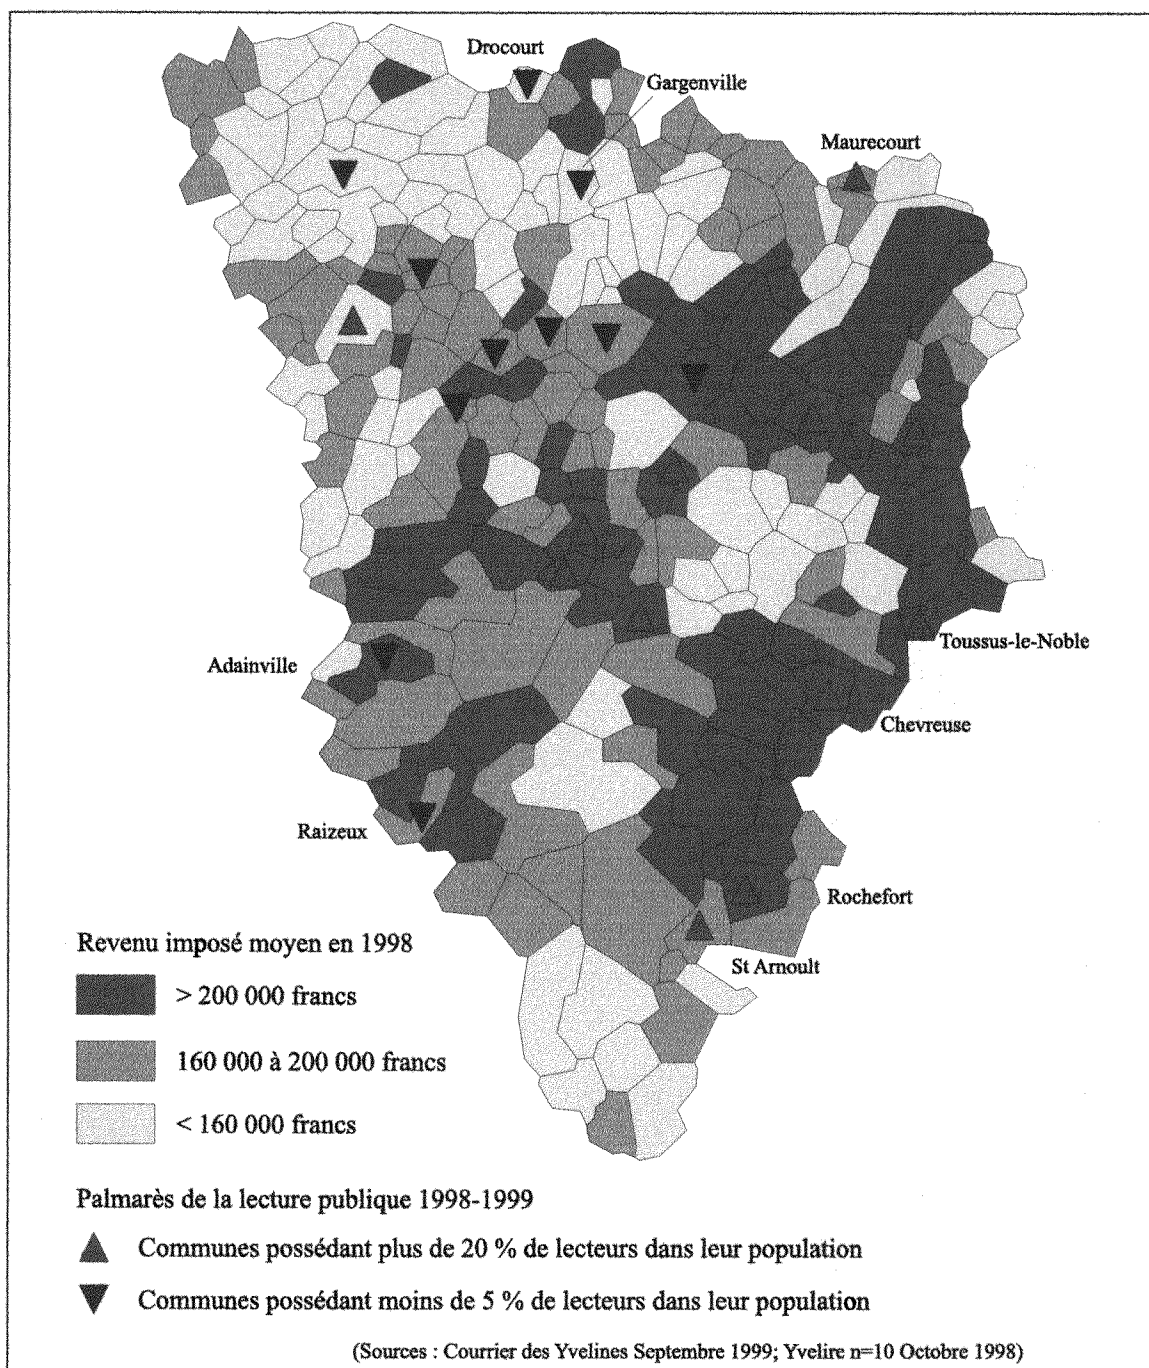 Drocourt
Gargenville
Maurecourt
Toussus-le-Noble
Adainville
Chevreuse
Raizeux
Rochefort
St Arnoult
Revenu imposé moyen en 1998
> 200 000 francs
160 000 à 200 000 francs
< 160 000 francs
Palmarès de la lecture publique 1998-1999
Communes possédant plus de 20 % de lecteurs dans leur population
Communes possédant moins de 5 % de lecteurs dans leur population
(Sources : Courrier des Yvelines Septembre 1999; Yvelire n=10 Octobre 1998)